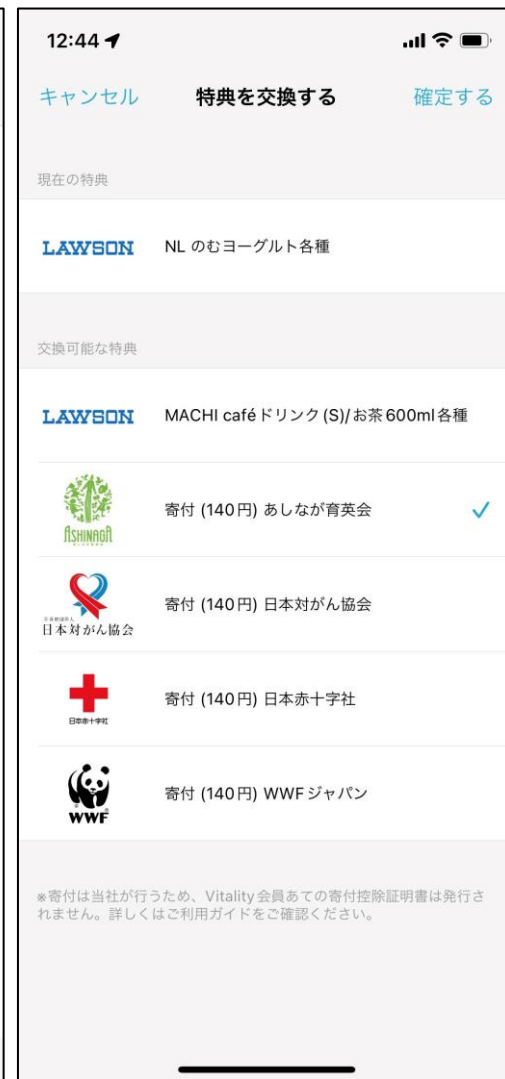 12:44
キャンセル 特典を交換する 確定する
現在の特典
LAWSON NL のむヨーグルト各種
交換可能な特典
LAWSON MACHI caféドリンク(S)/お茶600ml各種
ASHINAGA 寄付 (140円) あしなが育英会
日本対がん協会 寄付 (140円) 日本対がん協会
日本赤十字社 寄付 (140円) 日本赤十字社
WWF 寄付 (140円) WWFジャパン
※寄付は当社が行うため、Vitality会員あての寄付控除証明書は発行さ
れません。詳しくはご利用ガイドをご確認ください。